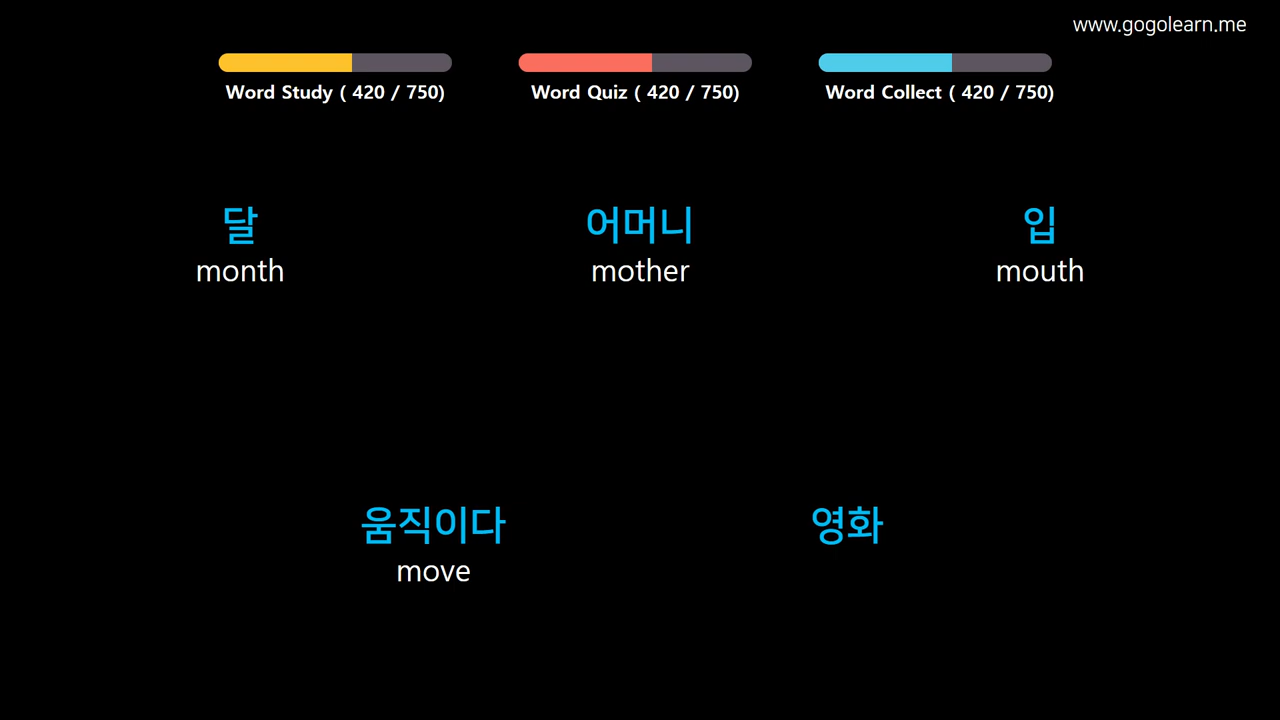 www.gogolearn.me
Word Study ( 420 / 750)
Word Quiz ( 420 / 750)
Word Collect ( 420 / 750)
달
month
어머니
mother
입
mouth
움직이다
move
영화